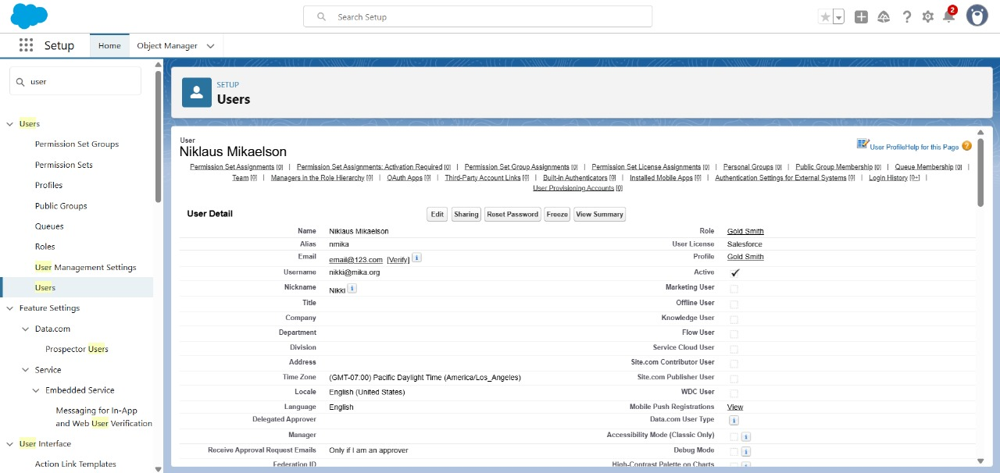 Search Setup
2
Setup
Home
Object Manager
user
Users
Permission Set Groups
Permission Sets
Profiles
Public Groups
Queues
Roles
User Management Settings
Users
Feature Settings
Data.com
Prospector Users
Service
Embedded Service
Messaging for In-App
and Web User Verification
User Interface
Action Link Templates
SETUP
Users
User
Niklaus Mikaelson
User Profile Help for this Page ?
Permission Set Assignments [0] | Permission Set Assignments: Activation Required [0] | Permission Set Group Assignments [0] | Permission Set License Assignments [0] | Personal Groups [0] | Public Group Membership [0] | Queue Membership [0] |
Team [0] | Managers in the Role Hierarchy [0] | OAuth Apps [0] | Third-Party Account Links [0] | Built-in Authenticators [0] | Installed Mobile Apps [0] | Authentication Settings for External Systems [0] | Login History [0+] |
User Provisioning Accounts [0]
User Detail
Edit Sharing Reset Password Freeze View Summary
Name Niklaus Mikaelson Role Gold Smith
Alias nmika User License Salesforce
Email email@123.com [Verify] i Profile Gold Smith
Username nikki@mika.org Active
Nickname Nikki i Marketing User
Title Offline User
Company Knowledge User
Department Flow User
Division Service Cloud User
Address Site.com Contributor User
Time Zone (GMT-07:00) Pacific Daylight Time (America/Los_Angeles) Site.com Publisher User
Locale English (United States) WDC User
Language English Mobile Push Registrations View
Delegated Approver Data.com User Type i
Manager Accessibility Mode (Classic Only) i
Receive Approval Request Emails Only if I am an approver Debug Mode i
Federation ID High-Contrast Palette on Charts i